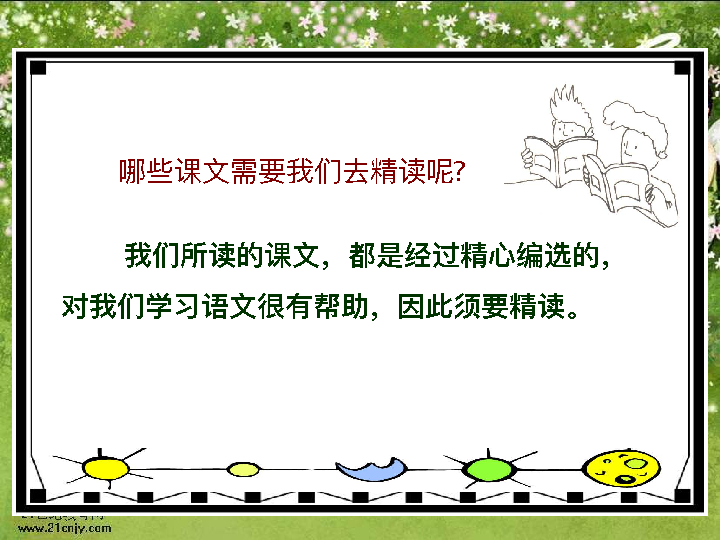 哪些课文需要我们去精读呢?
我们所读的课文，都是经过精心编选的，
对我们学习语文很有帮助，因此须要精读。
www.21cnjy.com